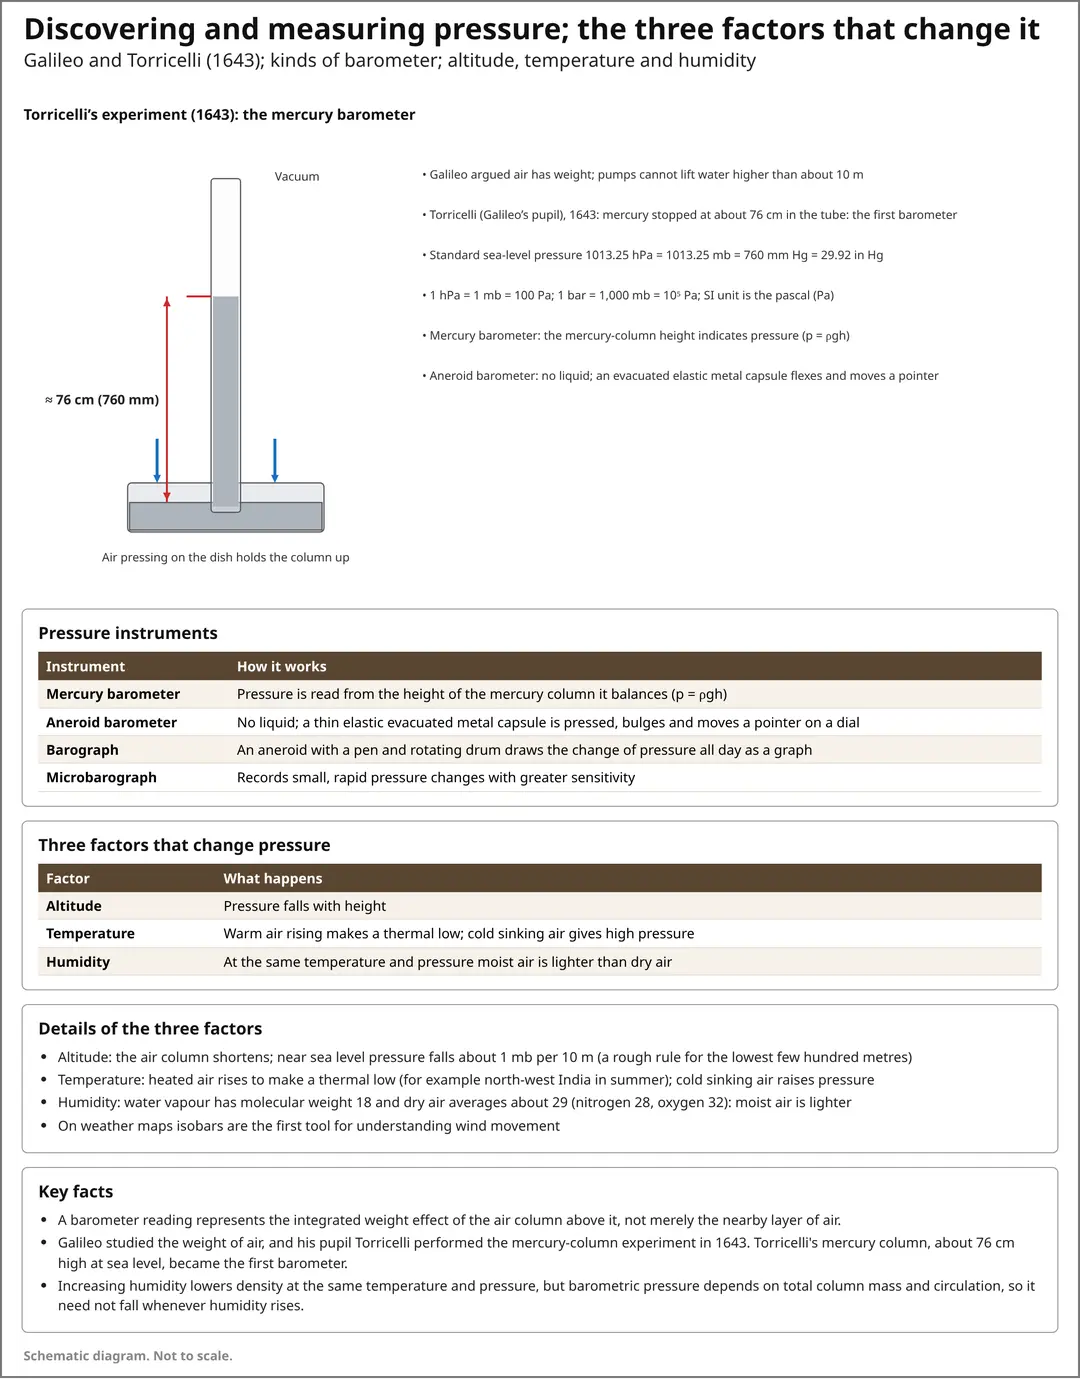 Discovering and measuring pressure; the three factors that change it
Galileo and Torricelli (1643); kinds of barometer; altitude, temperature and humidity
Torricelli’s experiment (1643): the mercury barometer
Vacuum
≈ 76 cm (760 mm)
Air pressing on the dish holds the column up
• Galileo argued air has weight; pumps cannot lift water higher than about 10 m
• Torricelli (Galileo’s pupil), 1643: mercury stopped at about 76 cm in the tube: the first barometer
• Standard sea-level pressure 1013.25 hPa = 1013.25 mb = 760 mm Hg = 29.92 in Hg
• 1 hPa = 1 mb = 100 Pa; 1 bar = 1,000 mb = 10⁵ Pa; SI unit is the pascal (Pa)
• Mercury barometer: the mercury-column height indicates pressure (p = ρgh)
• Aneroid barometer: no liquid; an evacuated elastic metal capsule flexes and moves a pointer
Pressure instruments
Instrument How it works
Mercury barometer Pressure is read from the height of the mercury column it balances (p = ρgh)
Aneroid barometer No liquid; a thin elastic evacuated metal capsule is pressed, bulges and moves a pointer on a dial
Barograph An aneroid with a pen and rotating drum draws the change of pressure all day as a graph
Microbarograph Records small, rapid pressure changes with greater sensitivity
Three factors that change pressure
Factor What happens
Altitude Pressure falls with height
Temperature Warm air rising makes a thermal low; cold sinking air gives high pressure
Humidity At the same temperature and pressure moist air is lighter than dry air
Details of the three factors
• Altitude: the air column shortens; near sea level pressure falls about 1 mb per 10 m (a rough rule for the lowest few hundred metres)
• Temperature: heated air rises to make a thermal low (for example north-west India in summer); cold sinking air raises pressure
• Humidity: water vapour has molecular weight 18 and dry air averages about 29 (nitrogen 28, oxygen 32): moist air is lighter
• On weather maps isobars are the first tool for understanding wind movement
Key facts
• A barometer reading represents the integrated weight effect of the air column above it, not merely the nearby layer of air.
• Galileo studied the weight of air, and his pupil Torricelli performed the mercury-column experiment in 1643. Torricelli's mercury column, about 76 cm
high at sea level, became the first barometer.
• Increasing humidity lowers density at the same temperature and pressure, but barometric pressure depends on total column mass and circulation, so it
need not fall whenever humidity rises.
Schematic diagram. Not to scale.